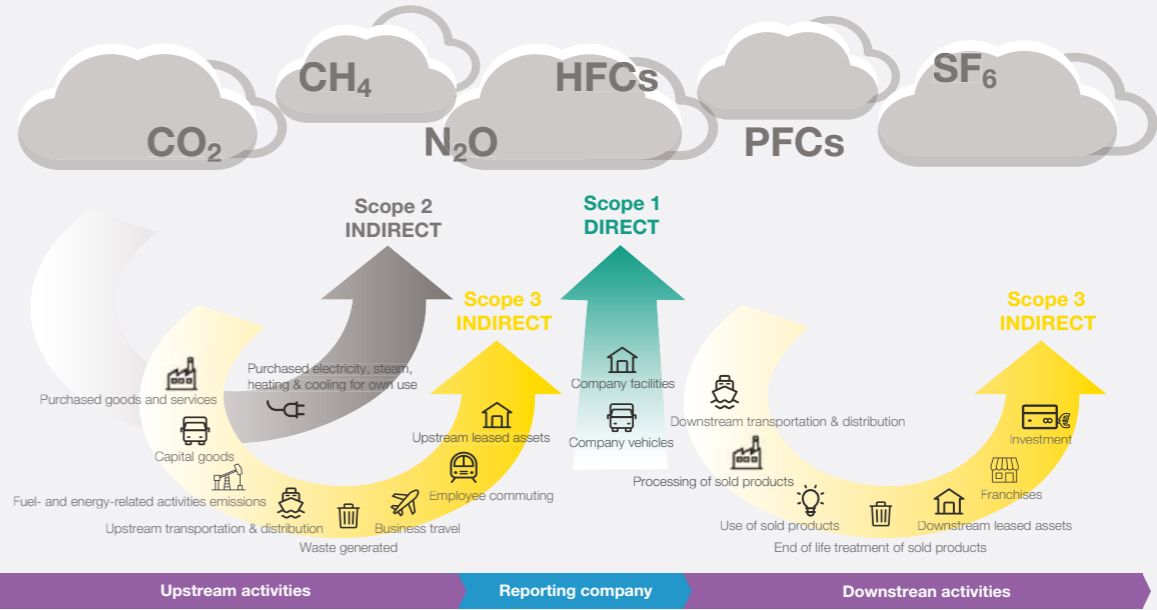 CH₄
HFCs
SF₆
CO₂
N₂O
PFCs
Scope 2
INDIRECT
Scope 1
DIRECT
Scope 3
INDIRECT
Scope 3
INDIRECT
Purchased electricity, steam,
heating & cooling for own use
Purchased goods and services
Capital goods
Fuel- and energy-related activities emissions
Upstream transportation & distribution
Waste generated
Business travel
Employee commuting
Upstream leased assets
Company facilities
Company vehicles
Downstream transportation & distribution
Processing of sold products
Use of sold products
End of life treatment of sold products
Downstream leased assets
Franchises
Investment
Upstream activities
Reporting company
Downstrean activities